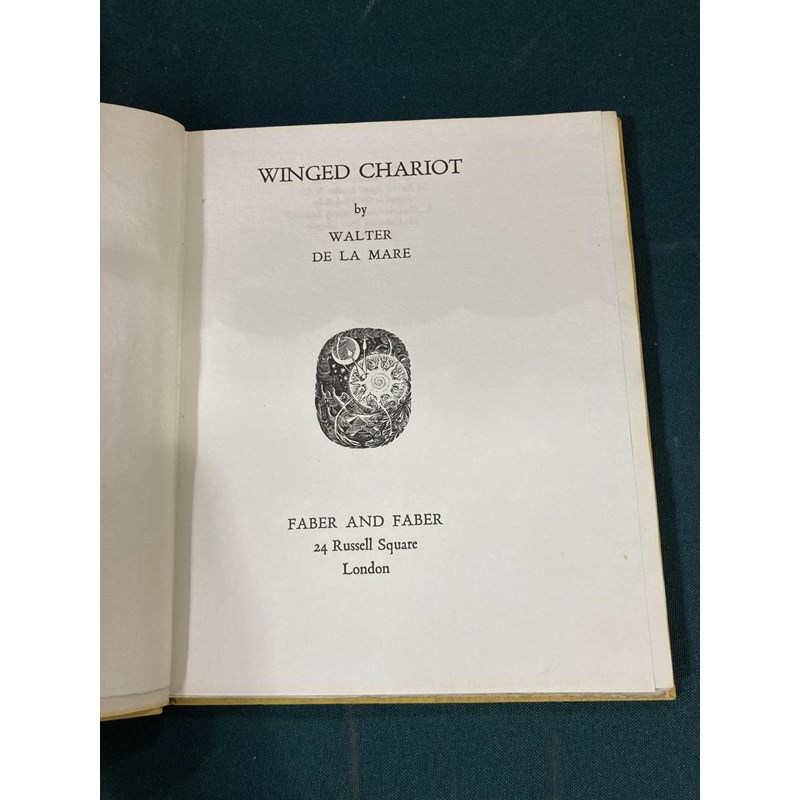 WINGED CHARIOT
by
WALTER
DE LA MARE
FABER AND FABER
24 Russell Square
London